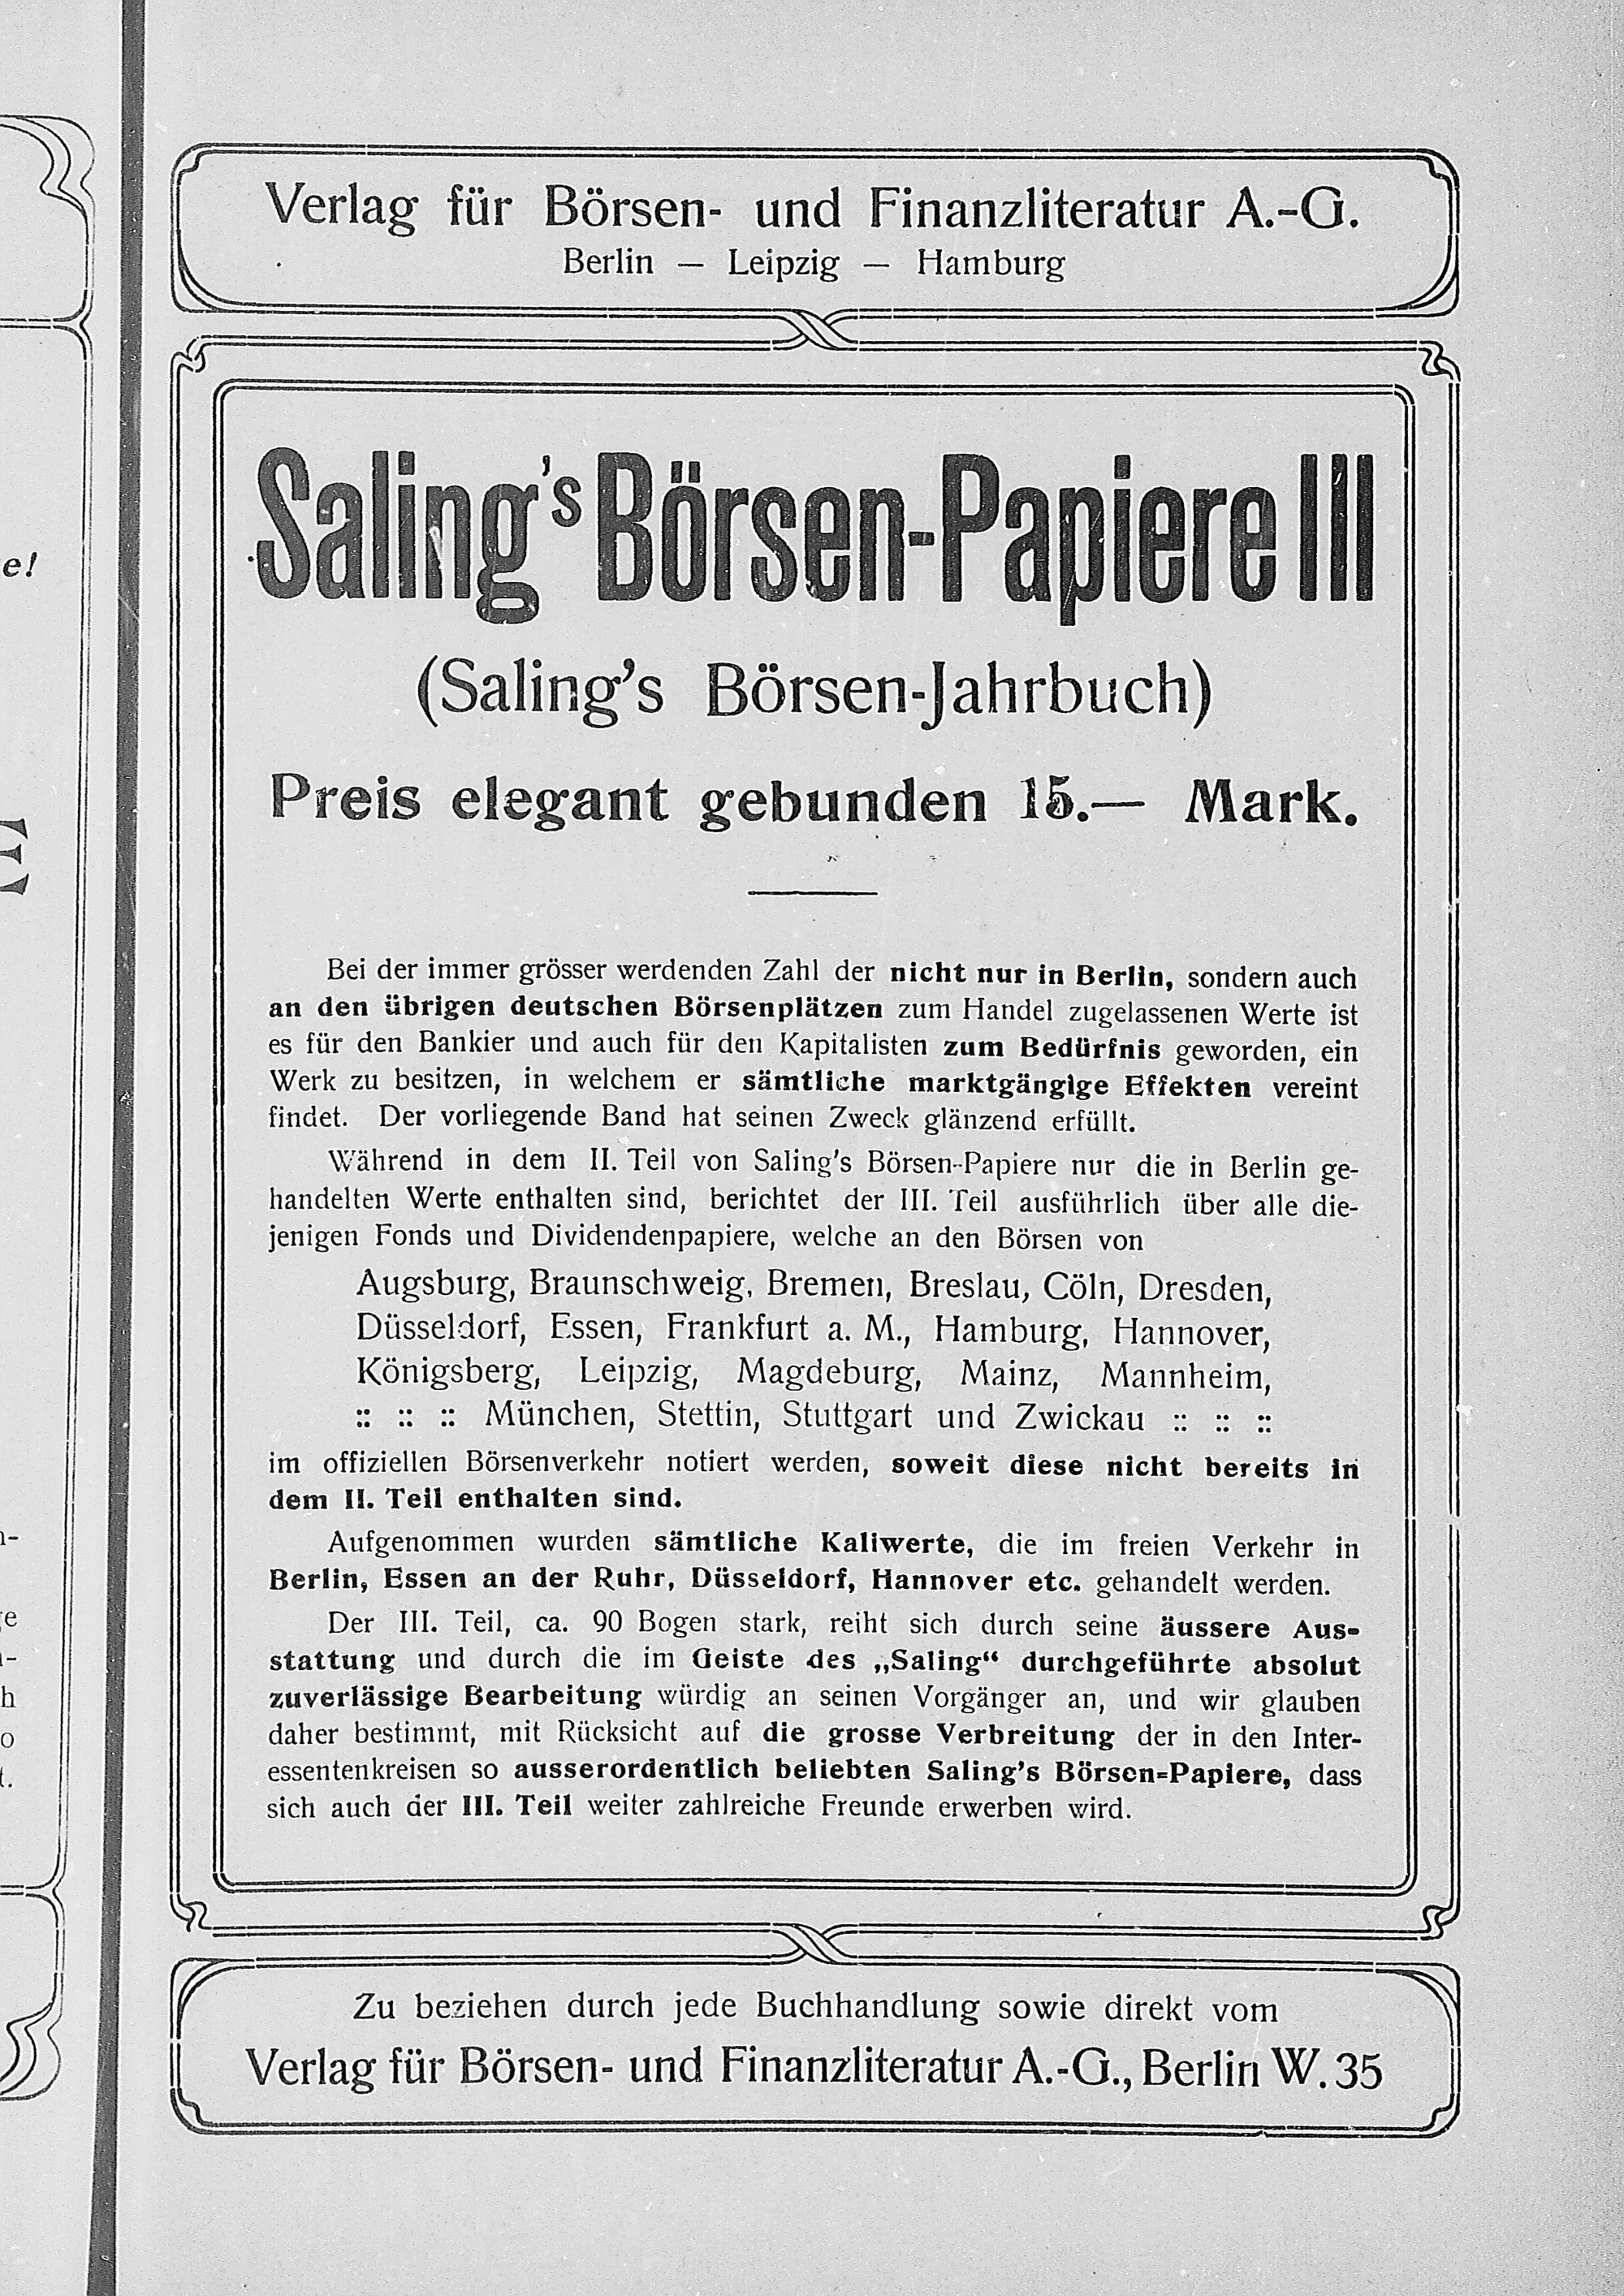 Verlag für Börsen- und Finanzliteratur A.-G.
Berlin — Leipzig — Hamburg
Saling's Börsen-Papiere III
(Saling's Börsen-Jahrbuch)
Preis elegant gebunden 15.— Mark.
Bei der immer grösser werdenden Zahl der nicht nur in Berlin, sondern auch
an den übrigen deutschen Börsenplätzen zum Handel zugelassenen Werte ist
es für den Bankier und auch für den Kapitalisten zum Bedürfnis geworden, ein
Werk zu besitzen, in welchem er sämtliche marktgängige Effekten vereint
findet. Der vorliegende Band hat seinen Zweck glänzend erfüllt.
Während in dem II. Teil von Saling's Börsen-Papiere nur die in Berlin ge-
handelten Werte enthalten sind, berichtet der III. Teil ausführlich über alle die-
jenigen Fonds und Dividendenpapiere, welche an den Börsen von
Augsburg, Braunschweig, Bremen, Breslau, Cöln, Dresden,
Düsseldorf, Essen, Frankfurt a. M., Hamburg, Hannover,
Königsberg, Leipzig, Magdeburg, Mainz, Mannheim,
:: :: :: München, Stettin, Stuttgart und Zwickau :: :: ::
im offiziellen Börsenverkehr notiert werden, soweit diese nicht bereits in
dem II. Teil enthalten sind.
Aufgenommen wurden sämtliche Kaliwerte, die im freien Verkehr in
Berlin, Essen an der Ruhr, Düsseldorf, Hannover etc. gehandelt werden.
Der III. Teil, ca. 90 Bogen stark, reiht sich durch seine äussere Aus-
stattung und durch die im Geiste des „Saling“ durchgeführte absolut
zuverlässige Bearbeitung würdig an seinen Vorgänger an, und wir glauben
daher bestimmt, mit Rücksicht auf die grosse Verbreitung der in den Inter-
essentenkreisen so ausserordentlich beliebten Saling's Börsen-Papiere, dass
sich auch der III. Teil weiter zahlreiche Freunde erwerben wird.
Zu beziehen durch jede Buchhandlung sowie direkt vom
Verlag für Börsen- und Finanzliteratur A.-G., Berlin W. 35